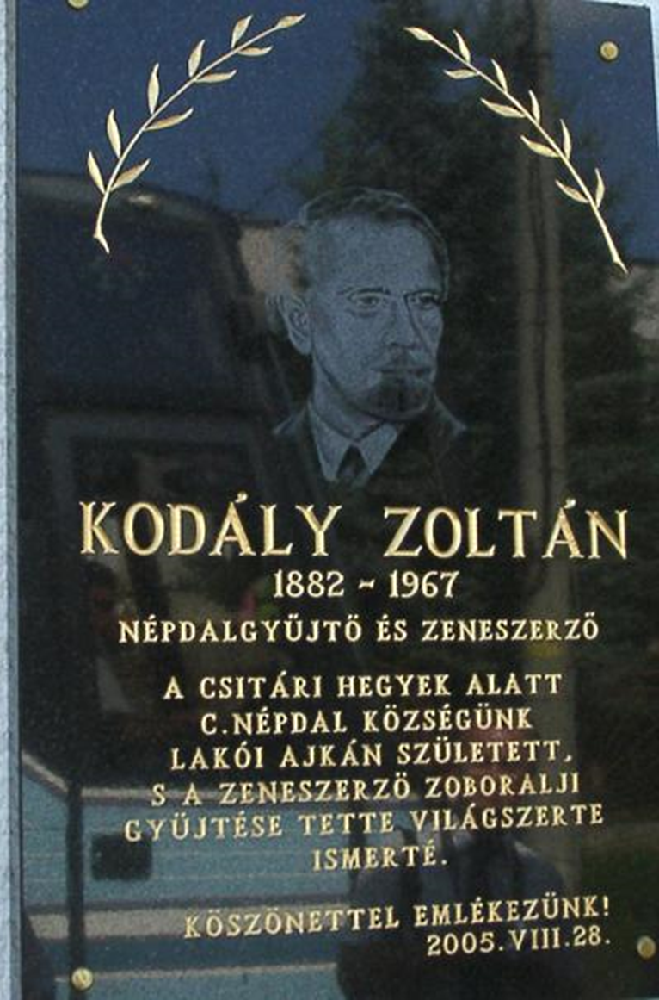 KODÁLY ZOLTÁN
1882 ~ 1967
NÉPDALGYŰJTŐ ÉS ZENESZERZŐ
A CSITÁRI HEGYEK ALATT
C.NÉPDAL KÖZSÉGÜNK
LAKÓI AJKÁN SZÜLETETT,
S A ZENESZERZŐ ZOBORALJI
GYŰJTÉSE TETTE VILÁGSZERTE
ISMERTÉ.
KÖSZÖNETTEL EMLÉKEZÜNK!
2005.VIII.28.